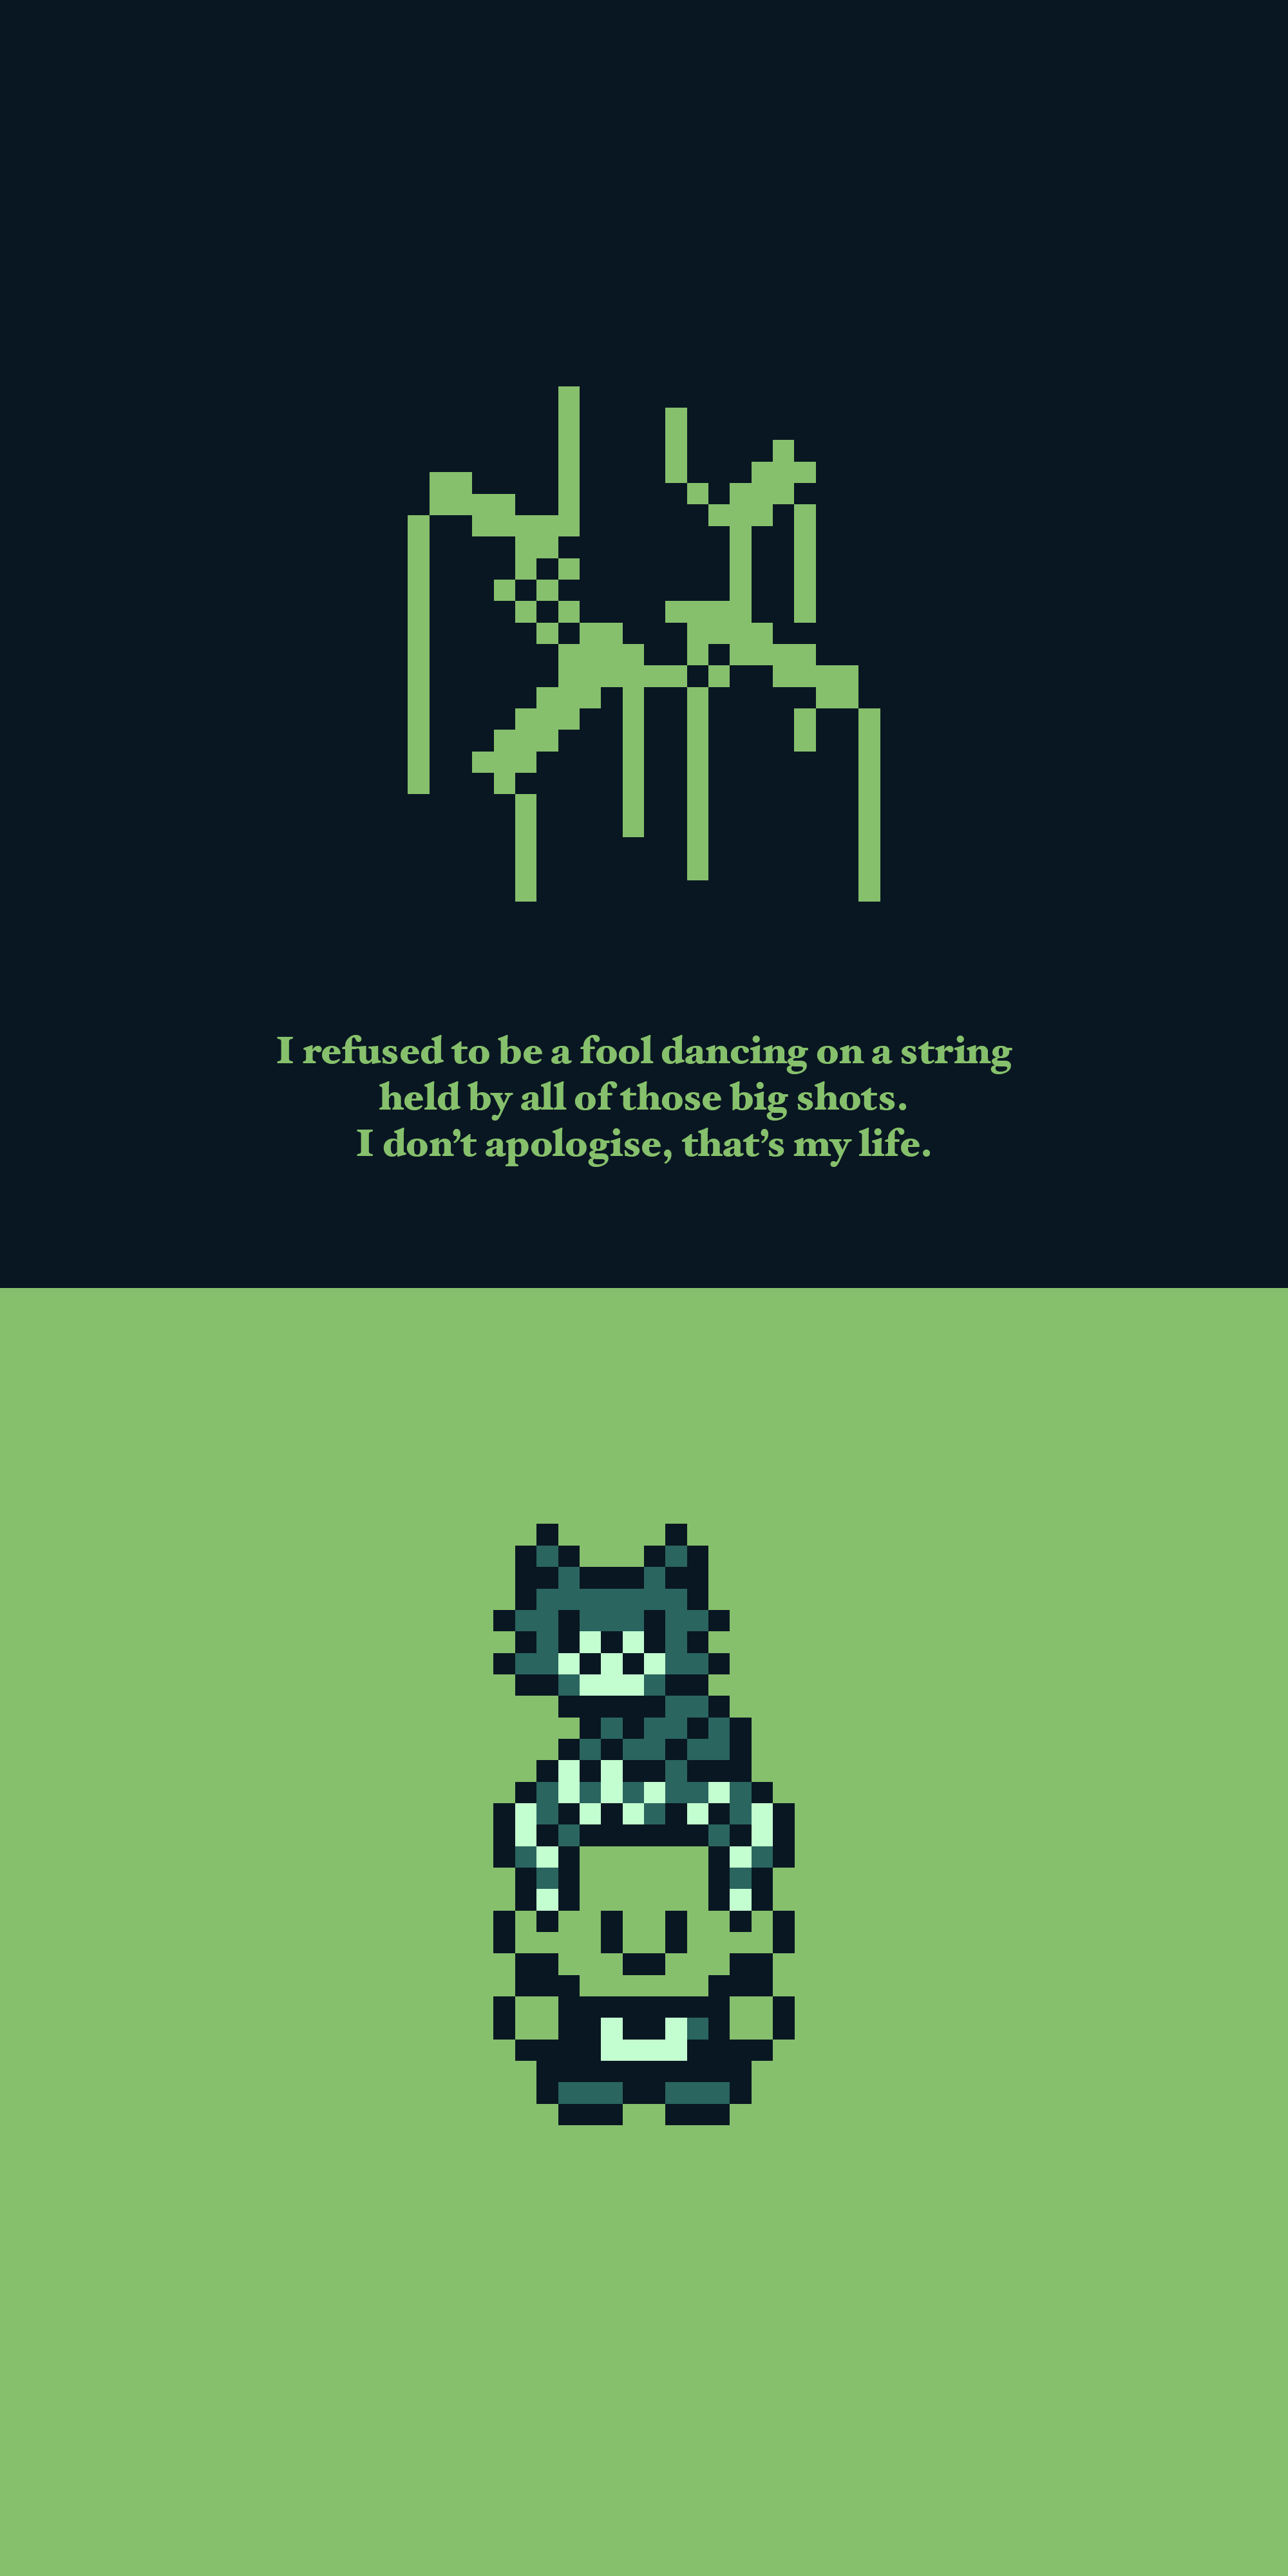 I refused to be a fool dancing on a string
held by all of those big shots.
I don’t apologise, that’s my life.